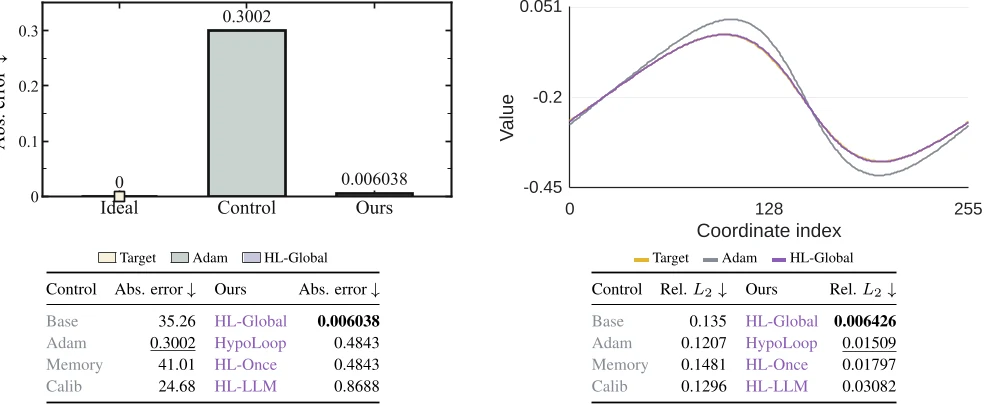 0.3002
0.3
0.2
0.1
0
0
0.006038
Abs. error ↓
Ideal Control Ours
Target Adam HL-Global
Control Abs. error ↓ Ours Abs. error ↓
Base 35.26 HL-Global 0.006038
Adam 0.3002 HypoLoop 0.4843
Memory 41.01 HL-Once 0.4843
Calib 24.68 HL-LLM 0.8688
0.051
-0.2
-0.45
Value
0 128 255
Coordinate index
Target Adam HL-Global
Control Rel. L2 ↓ Ours Rel. L2 ↓
Base 0.135 HL-Global 0.006426
Adam 0.1207 HypoLoop 0.01509
Memory 0.1481 HL-Once 0.01797
Calib 0.1296 HL-LLM 0.03082